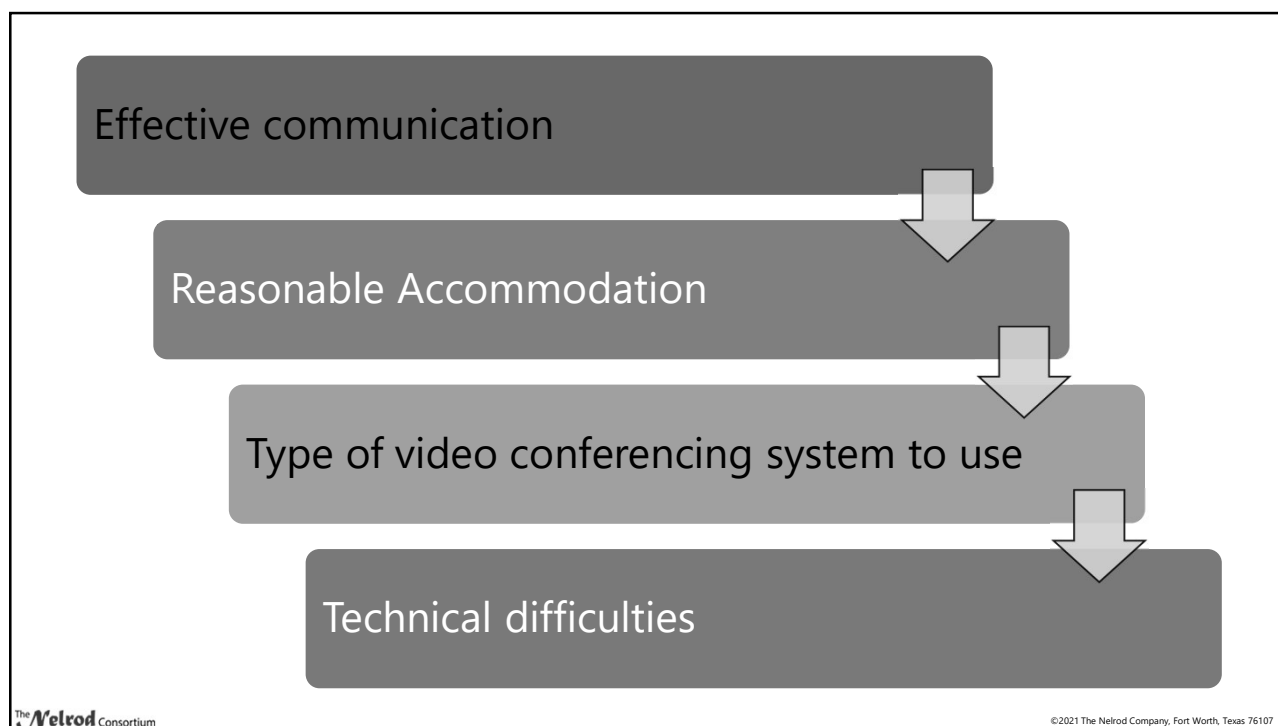 Effective communication
Reasonable Accommodation
Type of video conferencing system to use
Technical difficulties
The Nelrod Consortium
©2021 The Nelrod Company, Fort Worth, Texas 76107